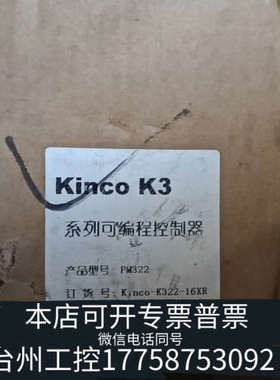 Kinco K3
系列可编程控制器
产品型号: PM322
订 货 号: Kinco-K322-16XR
本店可开专票普票
微信电话同号
台州工控17758753092